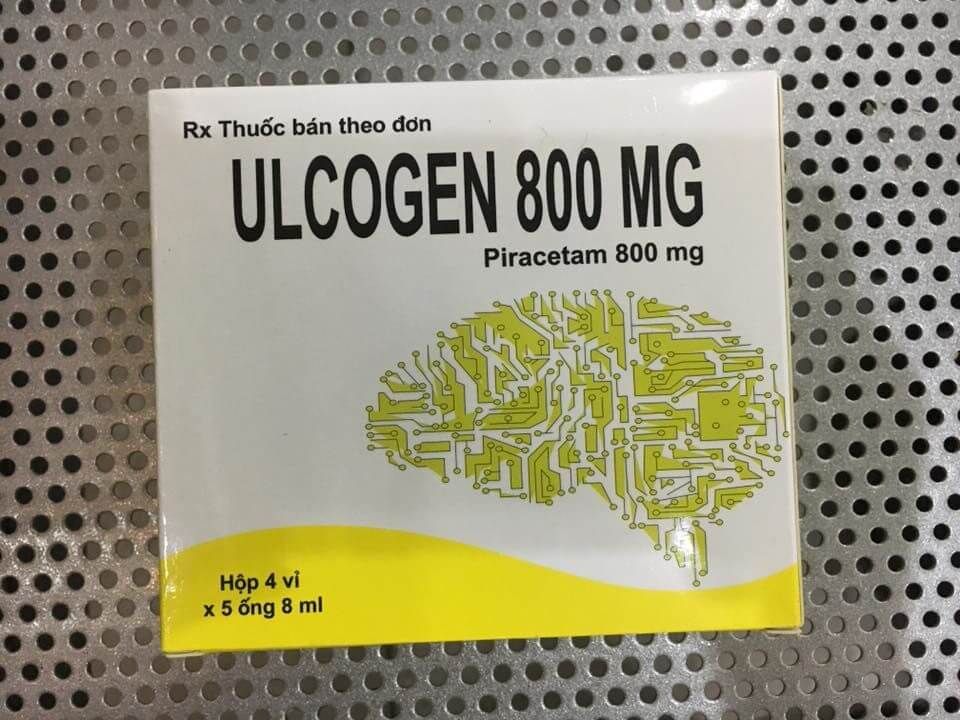 Rx Thuốc bán theo đơn
ULCOGEN 800 MG
Piracetam 800 mg
Hộp 4 vỉ
x 5 ống 8 ml